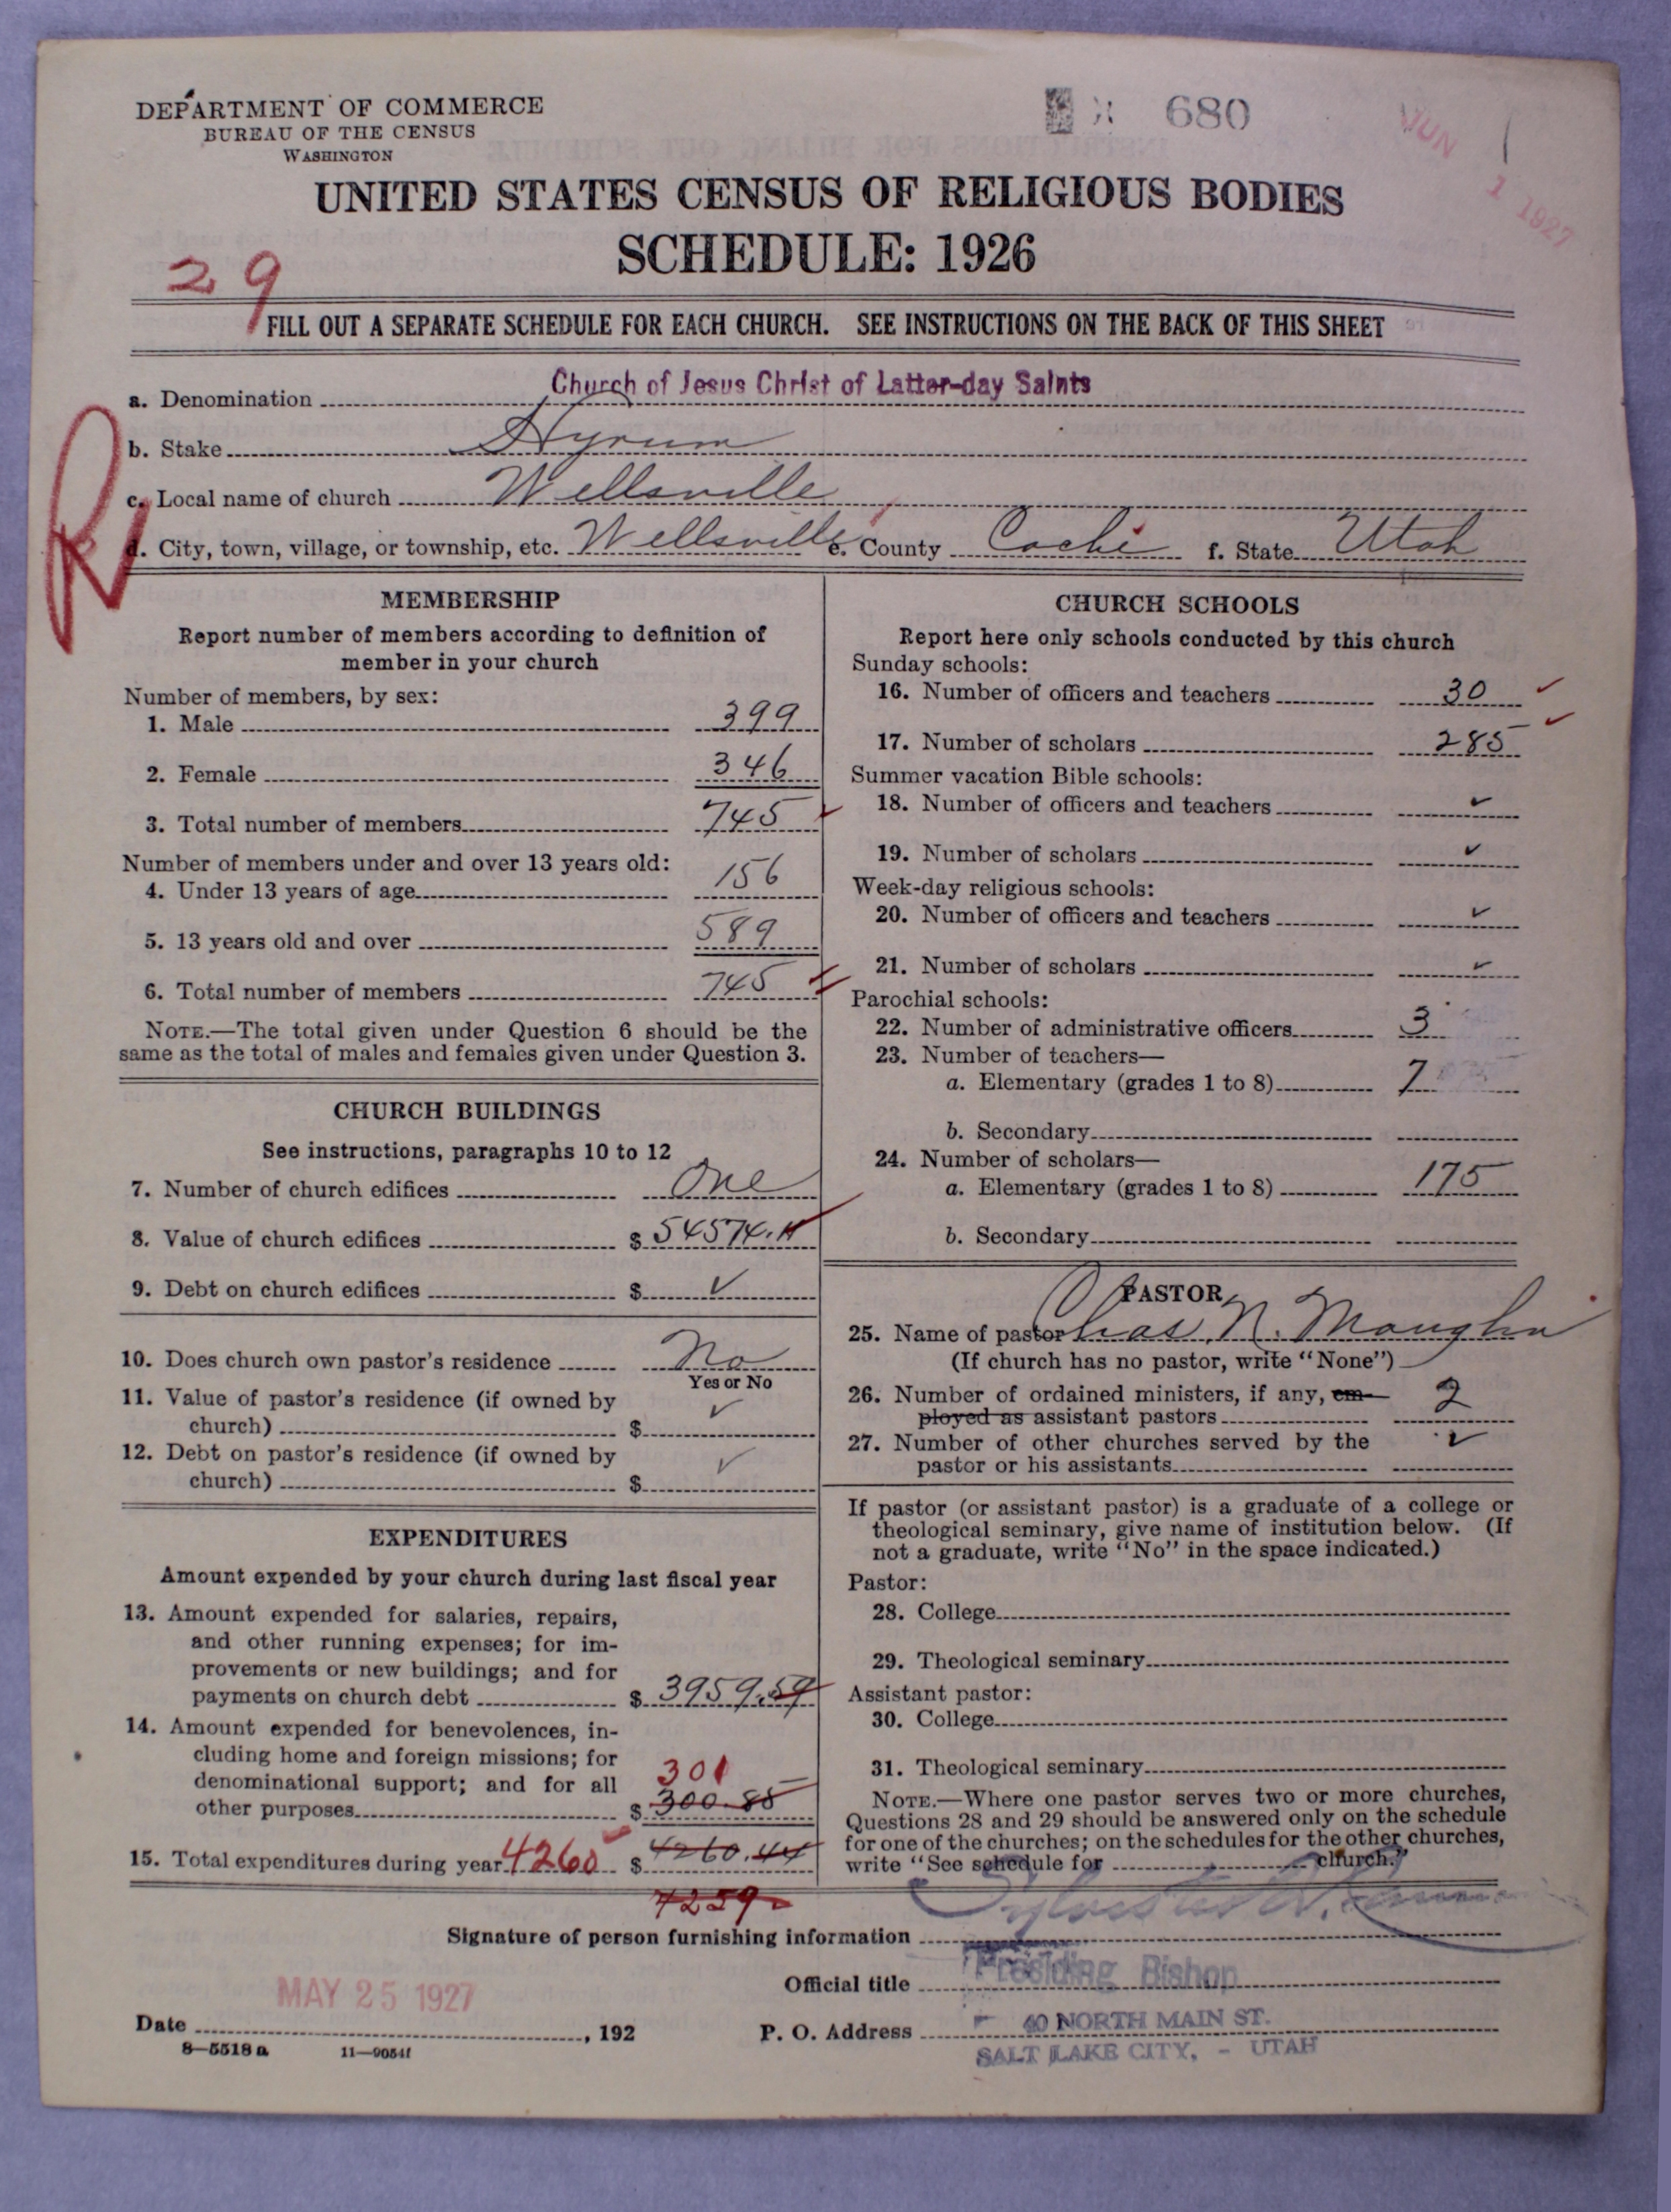 DEPARTMENT OF COMMERCE
BUREAU OF THE CENSUS
WASHINGTON
680
JUN 1 1927
UNITED STATES CENSUS OF RELIGIOUS BODIES
SCHEDULE: 1926
29
FILL OUT A SEPARATE SCHEDULE FOR EACH CHURCH. SEE INSTRUCTIONS ON THE BACK OF THIS SHEET
a. Denomination Church of Jesus Christ of Latter-day Saints
b. Stake Hyrum
c. Local name of church Wellsville
d. City, town, village, or township, etc. Wellsville e. County Cache f. State Utah
MEMBERSHIP
Report number of members according to definition of
member in your church
Number of members, by sex:
1. Male 399
2. Female 346
3. Total number of members 745
Number of members under and over 13 years old:
4. Under 13 years of age 156
5. 13 years old and over 589
6. Total number of members 745
NOTE.—The total given under Question 6 should be the
same as the total of males and females given under Question 3.
CHURCH BUILDINGS
See instructions, paragraphs 10 to 12
7. Number of church edifices One
8. Value of church edifices $ 54574.
9. Debt on church edifices $ ✓
10. Does church own pastor's residence No
Yes or No
11. Value of pastor's residence (if owned by
church) $ ✓
12. Debt on pastor's residence (if owned by
church) $ ✓
EXPENDITURES
Amount expended by your church during last fiscal year
13. Amount expended for salaries, repairs,
and other running expenses; for im-
provements or new buildings; and for
payments on church debt $ 3959.59
14. Amount expended for benevolences, in-
cluding home and foreign missions; for
denominational support; and for all 301
other purposes $ 300.85
15. Total expenditures during year 4260 $ 4260.44
4259
CHURCH SCHOOLS
Report here only schools conducted by this church
Sunday schools:
16. Number of officers and teachers 30 ✓
17. Number of scholars 285 ✓
Summer vacation Bible schools:
18. Number of officers and teachers ✓
19. Number of scholars ✓
Week-day religious schools:
20. Number of officers and teachers ✓
21. Number of scholars ✓
Parochial schools:
22. Number of administrative officers 3
23. Number of teachers—
a. Elementary (grades 1 to 8) 7
b. Secondary
24. Number of scholars—
a. Elementary (grades 1 to 8) 175
b. Secondary
PASTOR
25. Name of pastor Chas. N. Maughn
(If church has no pastor, write "None")
26. Number of ordained ministers, if any, em-
ployed as assistant pastors 2
27. Number of other churches served by the ✓
pastor or his assistants
If pastor (or assistant pastor) is a graduate of a college or
theological seminary, give name of institution below. (If
not a graduate, write "No" in the space indicated.)
Pastor:
28. College
29. Theological seminary
Assistant pastor:
30. College
31. Theological seminary
NOTE.—Where one pastor serves two or more churches,
Questions 28 and 29 should be answered only on the schedule
for one of the churches; on the schedules for the other churches,
write "See schedule for church."
Signature of person furnishing information
Official title Presiding Bishop
MAY 25 1927
Date , 192
P. O. Address 40 NORTH MAIN ST.
SALT LAKE CITY, - UTAH
8—5518 a 11—9054f